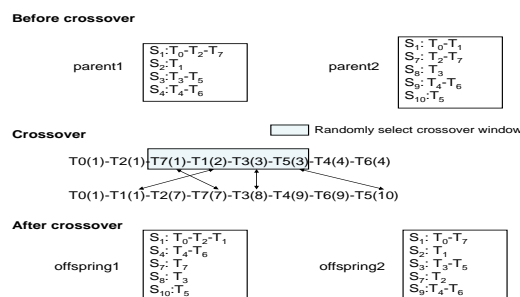 Before crossover
parent1
S1: T0-T2-T7
S2:T1
S3:T3-T5
S4:T4-T6
parent2
S1: T0-T1
S7: T2-T7
S8: T3
S9: T4-T6
S10:T5
Crossover
Randomly select crossover window
T0(1)-T2(1)-T7(1)-T1(2)-T3(3)-T5(3)-T4(4)-T6(4)
T0(1)-T1(1)-T2(7)-T7(7)-T3(8)-T4(9)-T6(9)-T5(10)
After crossover
offspring1
S1: T0-T2-T1
S4: T4-T6
S7: T7
S8: T3
S10:T5
offspring2
S1: T0-T7
S2: T1
S3: T3-T5
S7: T2
S9:T4-T6